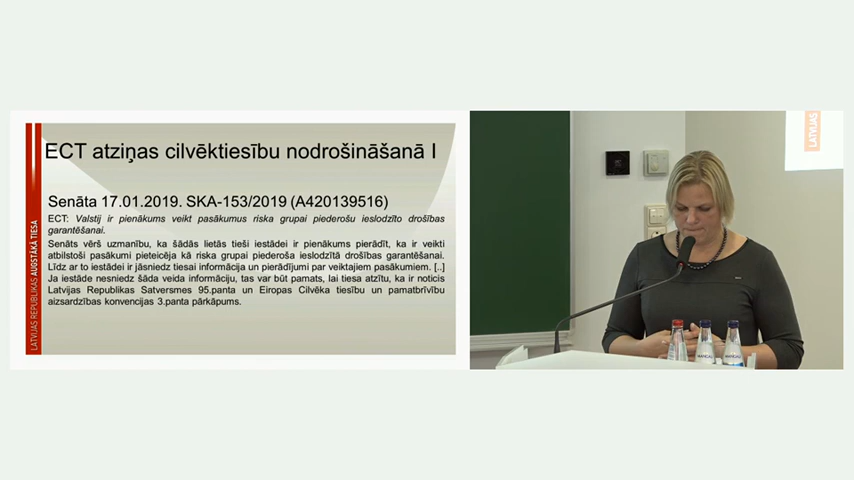 ECT atziņas cilvēktiesību nodrošināšanā I
Senāta 17.01.2019. SKA-153/2019 (A420139516)
ECT: Valstij ir pienākums veikt pasākumus riska grupai piederošu ieslodzīto drošības
garantēšanai.
Senāts vērš uzmanību, ka šādās lietās tieši iestādei ir pienākums pierādīt, ka ir veikti
atbilstoši pasākumi pieteicēja kā riska grupai piederoša ieslodzītā drošības garantēšanai.
Līdz ar to iestādei ir jāsniedz tiesai informācija un pierādījumi par veiktajiem pasākumiem. [..]
Ja iestāde nesniedz šāda veida informāciju, tas var būt pamats, lai tiesa atzītu, ka ir noticis
Latvijas Republikas Satversmes 95.panta un Eiropas Cilvēka tiesību un pamatbrīvību
aizsardzības konvencijas 3.panta pārkāpums.
LATVIJAS REPUBLIKAS AUGSTĀKĀ TIESA
LATVIJAS
MANGAĻI